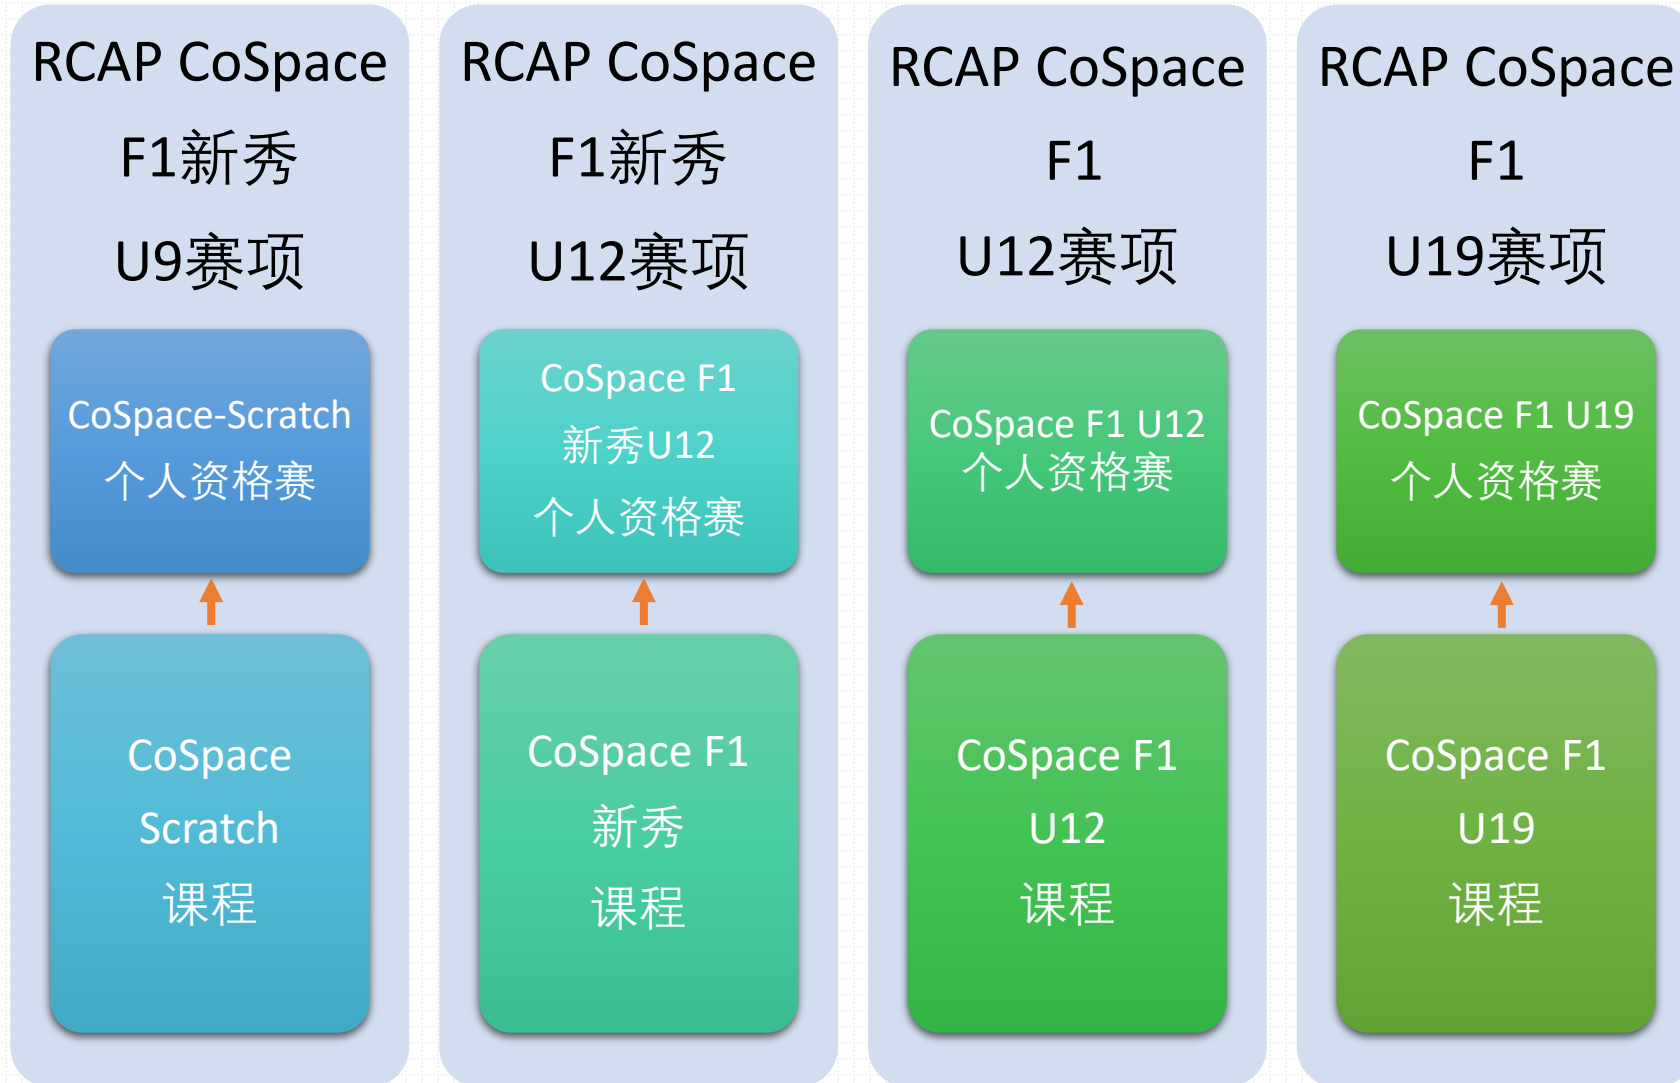 RCAP CoSpace
F1新秀
U9赛项
CoSpace-Scratch
个人资格赛
CoSpace
Scratch
课程
RCAP CoSpace
F1新秀
U12赛项
CoSpace F1
新秀U12
个人资格赛
CoSpace F1
新秀
课程
RCAP CoSpace
F1
U12赛项
CoSpace F1 U12
个人资格赛
CoSpace F1
U12
课程
RCAP CoSpace
F1
U19赛项
CoSpace F1 U19
个人资格赛
CoSpace F1
U19
课程